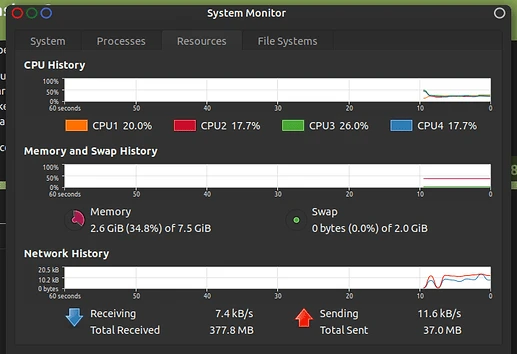 System Monitor
System Processes Resources File Systems
CPU History
100%
50%
0%
60 seconds 50 40 30 20 10 0
CPU1 20.0% CPU2 17.7% CPU3 26.0% CPU4 17.7%
Memory and Swap History
100%
50%
0%
60 seconds 50 40 30 20 10 0
Memory Swap
2.6 GiB (34.8%) of 7.5 GiB 0 bytes (0.0%) of 2.0 GiB
Network History
20.5 kB
10.2 kB
0 bytes
60 seconds 50 40 30 20 10 0
Receiving 7.4 kB/s Sending 11.6 kB/s
Total Received 377.8 MB Total Sent 37.0 MB